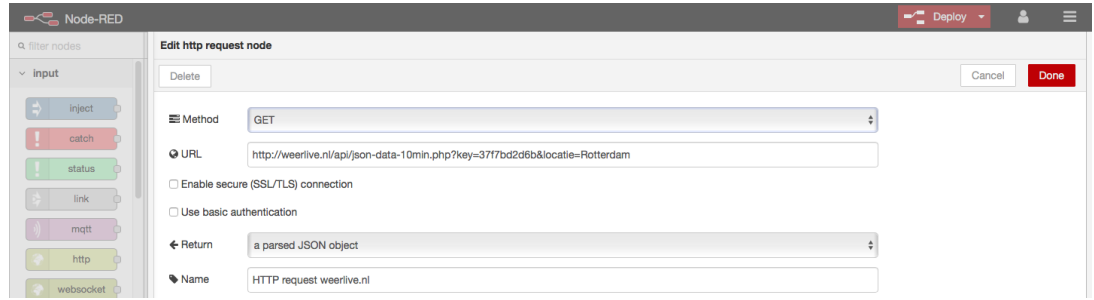 Node-RED
Deploy
filter nodes
Edit http request node
input
Delete
Cancel
Done
inject
Method
GET
catch
URL
http://weerlive.nl/api/json-data-10min.php?key=37f7bd2d6b&locatie=Rotterdam
status
Enable secure (SSL/TLS) connection
link
Use basic authentication
mqtt
Return
a parsed JSON object
http
Name
HTTP request weerlive.nl
websocket